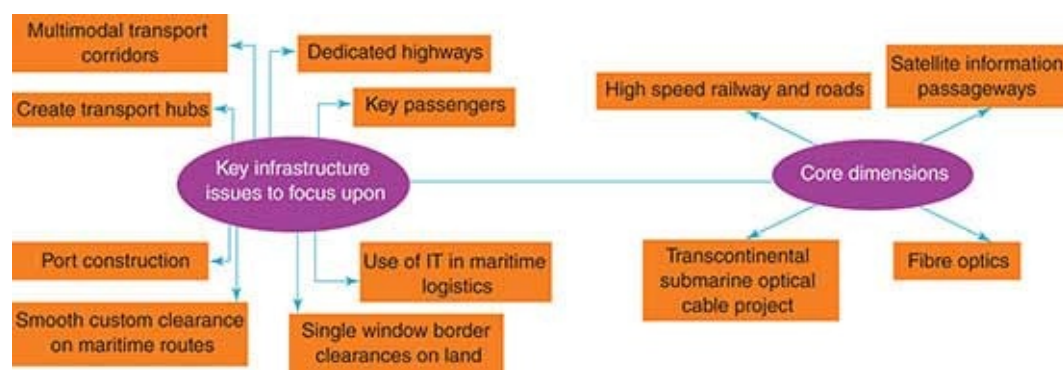 Multimodal transport
corridors
Dedicated highways
Create transport hubs
Key passengers
Key infrastructure
issues to focus upon
Port construction
Use of IT in maritime
logistics
Smooth custom clearance
on maritime routes
Single window border
clearances on land
High speed railway and roads
Satellite information
passageways
Core dimensions
Transcontinental
submarine optical
cable project
Fibre optics